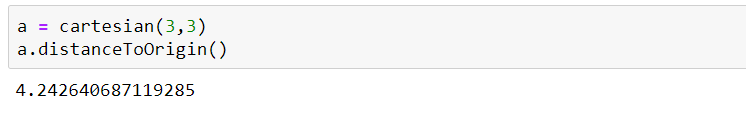 a = cartesian(3,3)
a.distanceToOrigin()
4.242640687119285